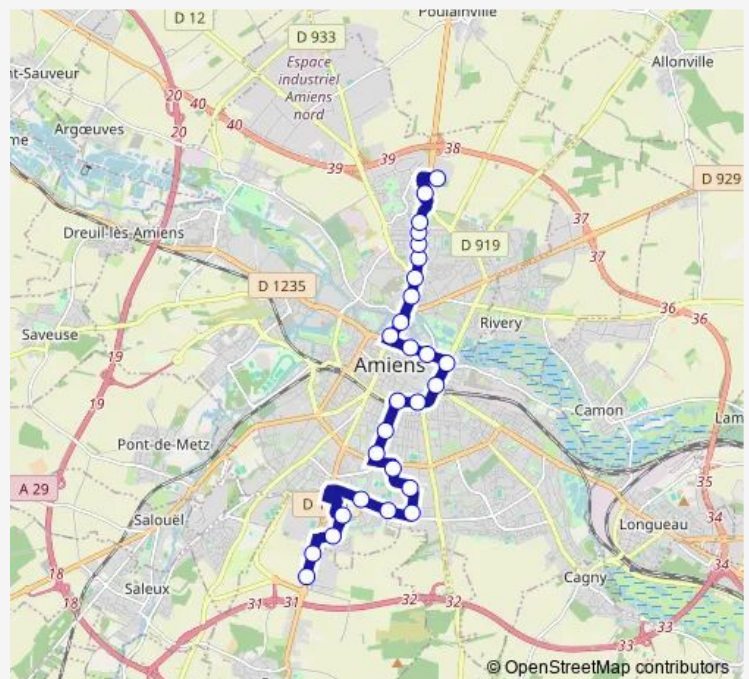 D 12
Poulainville
D 933
nt-Sauveur
Espace
industriel
Amiens
nord
Allonville
20
40
20
40
Argœuves
me
39
39
38
D 929
37
Dreuil-lès-Amiens
D 919
37
D 1235
36
36
Saveuse
Rivery
19
Amiens
19
Camon
Lam
Pont-de-Metz
35
A 29
D
Salouël
34
Longueau
18
Saleux
Cagny
34
18
31
31
32
32
33
33
© OpenStreetMap contributors